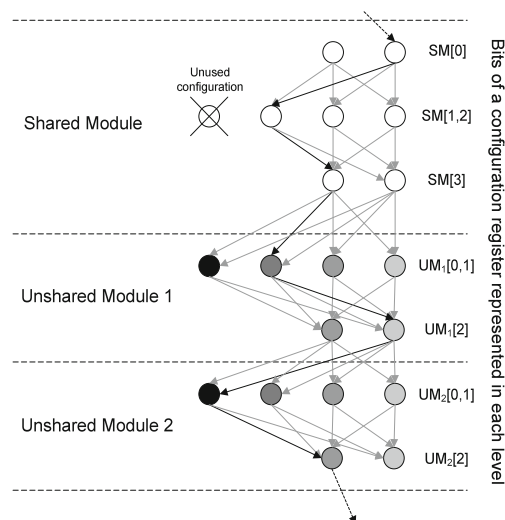 SM[0]
Unused
configuration
SM[1,2]
Shared Module
SM[3]
UM₁[0,1]
Unshared Module 1
UM₁[2]
UM₂[0,1]
Unshared Module 2
UM₂[2]
Bits of a configuration register represented in each level